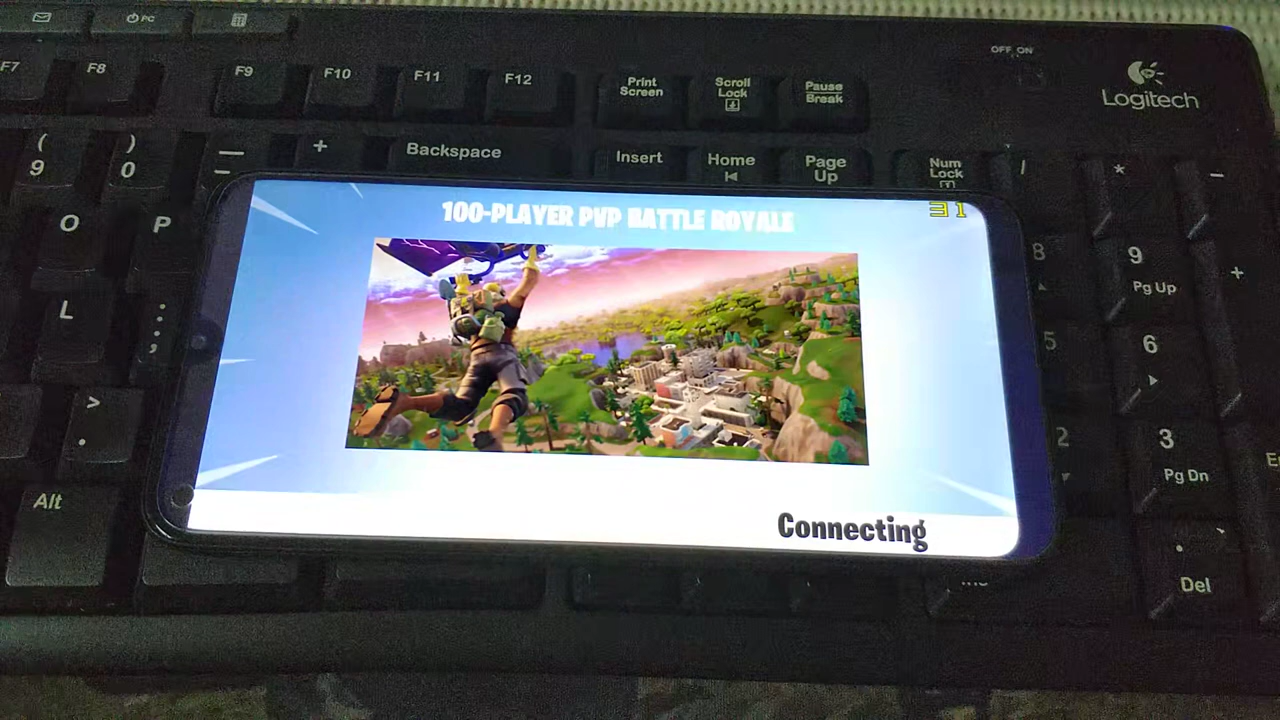 PC
OFF ON
F7 F8 F9 F10 F11 F12
Print
Screen
Scroll
Lock
Pause
Break
Logitech
( 9
) 0
— =
+
Backspace
Insert
Home
Page
Up
Num
Lock
/
*
-
O P
100-PLAYER PVP BATTLE ROYALE
31
8
9
Pg Up
+
L
:
;
5
6
>
.
2
3
Pg Dn
Alt
Connecting
.
Del